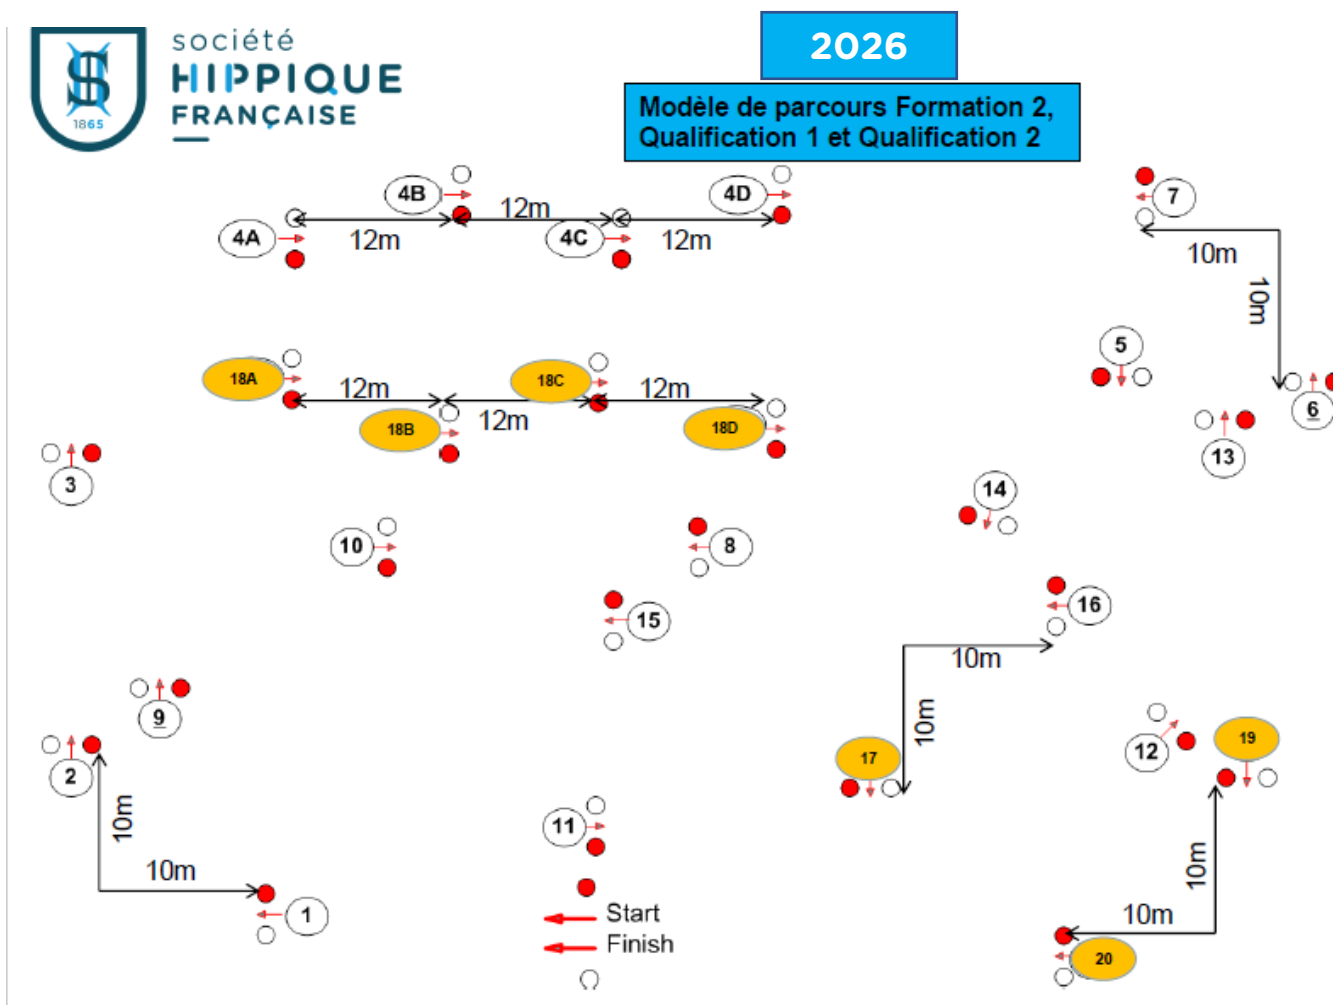 société
HIPPIQUE
FRANÇAISE
1865
2026
Modèle de parcours Formation 2,
Qualification 1 et Qualification 2
4A
4B
4C
4D
12m
12m
12m
7
10m
10m
5
6
13
18A
18B
18C
18D
12m
12m
12m
3
10
8
14
15
16
10m
10m
17
9
2
10m
10m
1
11
12
19
10m
10m
20
Start
Finish